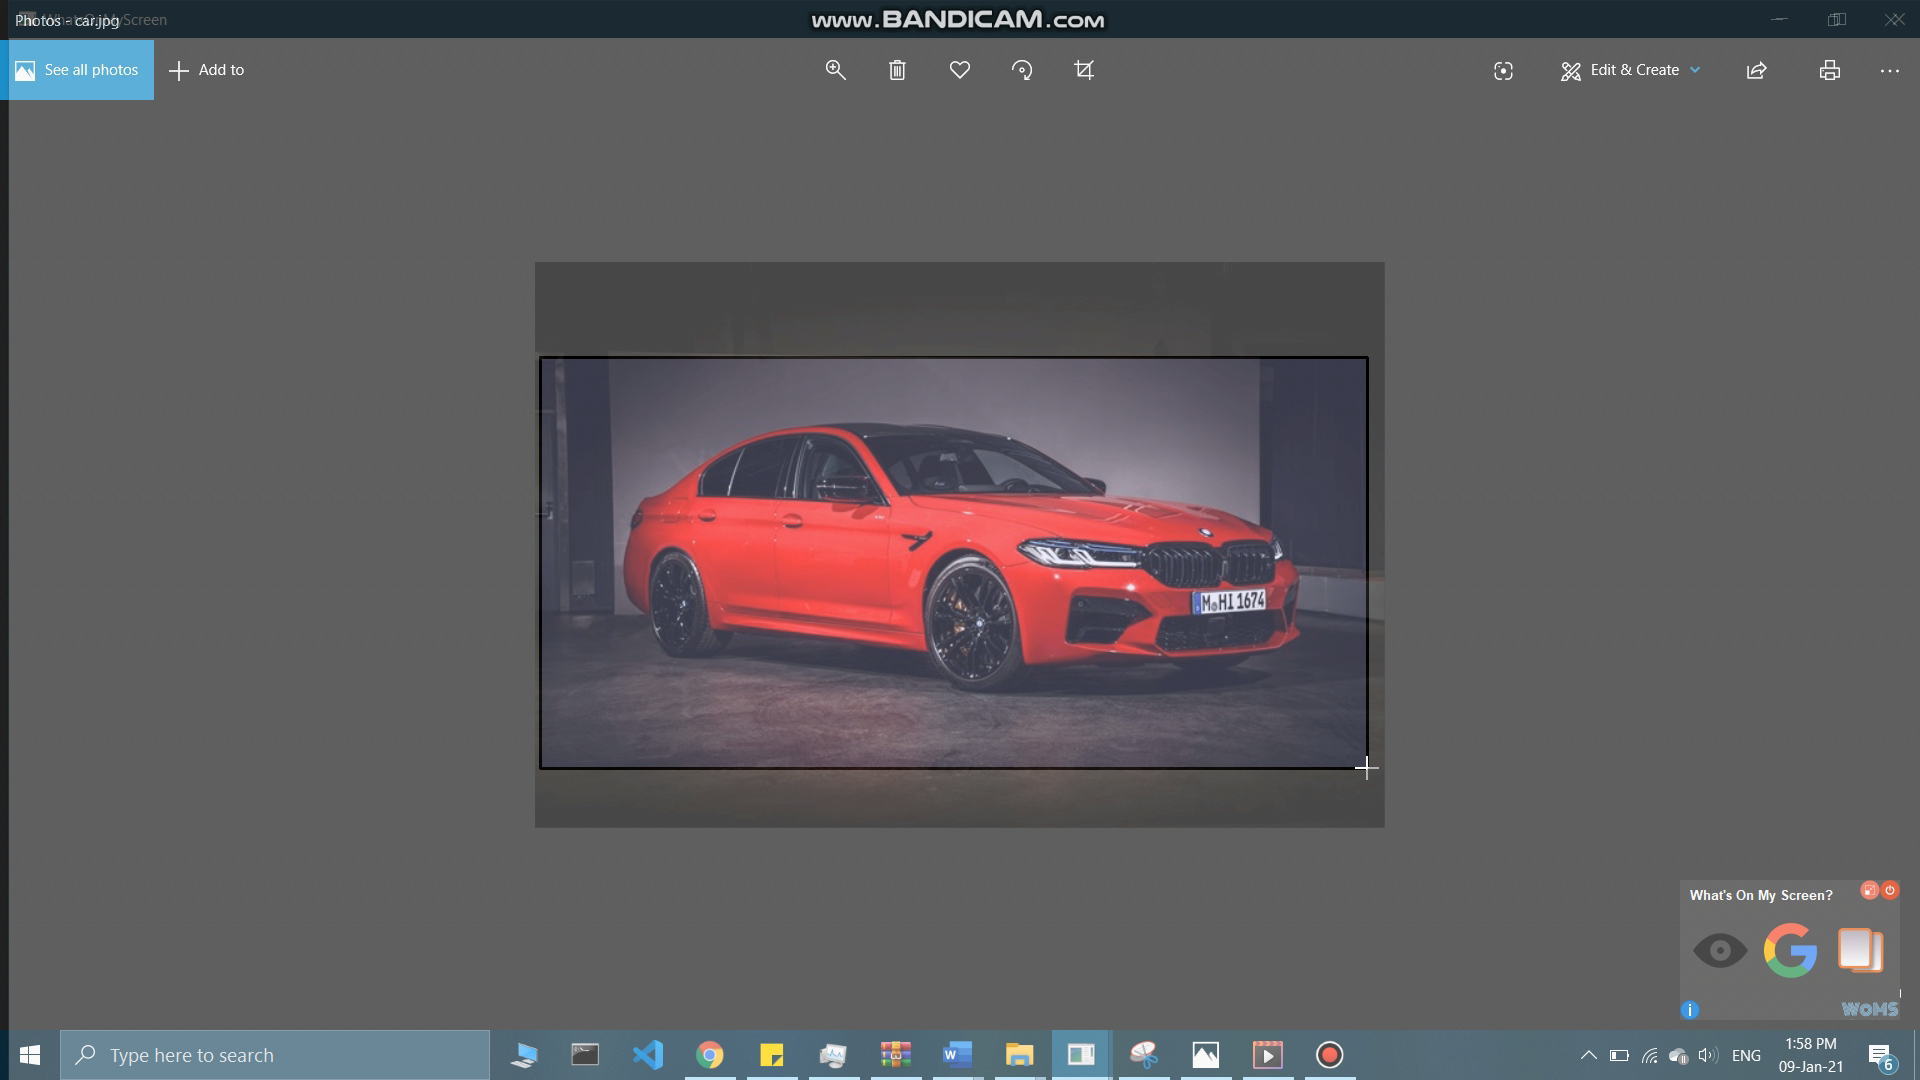 Photos - car.jpg
WhatsOnMyScreen
www.BANDICAM.com
See all photos
Add to
Edit & Create
M HI 1674
What's On My Screen?
i
WoMS
Type here to search
W
ENG
1:58 PM
09-Jan-21
6